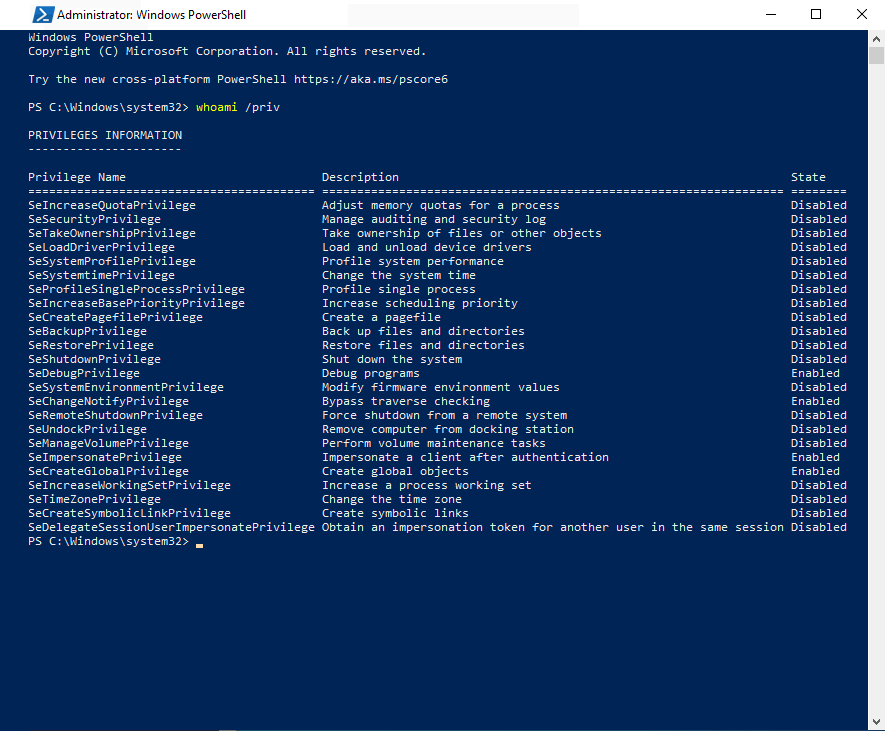 Administrator: Windows PowerShell
Windows PowerShell
Copyright (C) Microsoft Corporation. All rights reserved.
Try the new cross-platform PowerShell https://aka.ms/pscore6
PS C:\Windows\system32> whoami /priv
PRIVILEGES INFORMATION
----------------------
Privilege Name Description State
========================================= ================================================================== ========
SeIncreaseQuotaPrivilege Adjust memory quotas for a process Disabled
SeSecurityPrivilege Manage auditing and security log Disabled
SeTakeOwnershipPrivilege Take ownership of files or other objects Disabled
SeLoadDriverPrivilege Load and unload device drivers Disabled
SeSystemProfilePrivilege Profile system performance Disabled
SeSystemtimePrivilege Change the system time Disabled
SeProfileSingleProcessPrivilege Profile single process Disabled
SeIncreaseBasePriorityPrivilege Increase scheduling priority Disabled
SeCreatePagefilePrivilege Create a pagefile Disabled
SeBackupPrivilege Back up files and directories Disabled
SeRestorePrivilege Restore files and directories Disabled
SeShutdownPrivilege Shut down the system Disabled
SeDebugPrivilege Debug programs Enabled
SeSystemEnvironmentPrivilege Modify firmware environment values Disabled
SeChangeNotifyPrivilege Bypass traverse checking Enabled
SeRemoteShutdownPrivilege Force shutdown from a remote system Disabled
SeUndockPrivilege Remove computer from docking station Disabled
SeManageVolumePrivilege Perform volume maintenance tasks Disabled
SeImpersonatePrivilege Impersonate a client after authentication Enabled
SeCreateGlobalPrivilege Create global objects Enabled
SeIncreaseWorkingSetPrivilege Increase a process working set Disabled
SeTimeZonePrivilege Change the time zone Disabled
SeCreateSymbolicLinkPrivilege Create symbolic links Disabled
SeDelegateSessionUserImpersonatePrivilege Obtain an impersonation token for another user in the same session Disabled
PS C:\Windows\system32>